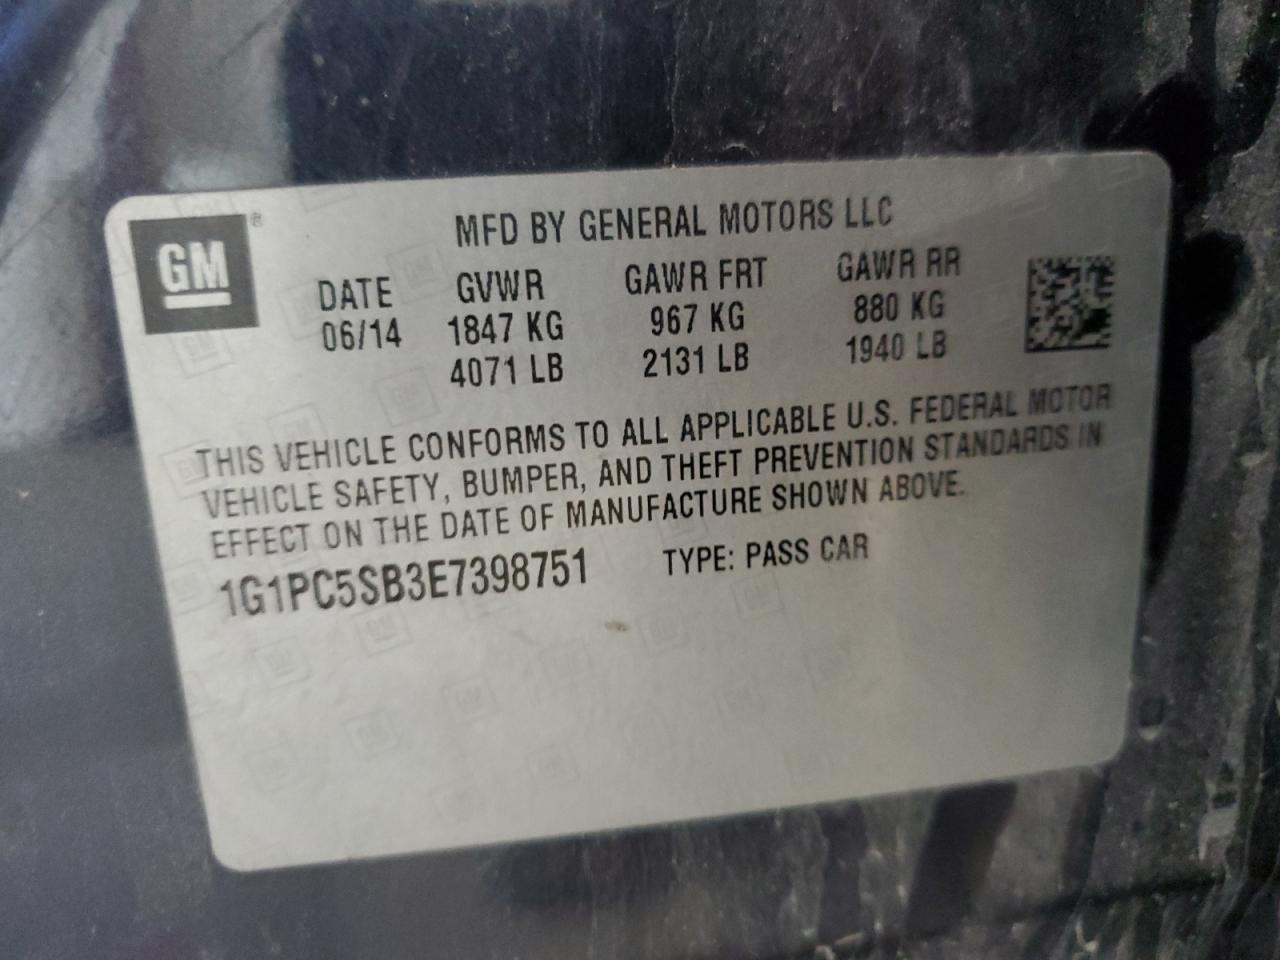 GM ®
MFD BY GENERAL MOTORS LLC
DATE GVWR GAWR FRT GAWR RR
06/14 1847 KG 967 KG 880 KG
4071 LB 2131 LB 1940 LB
THIS VEHICLE CONFORMS TO ALL APPLICABLE U.S. FEDERAL MOTOR
VEHICLE SAFETY, BUMPER, AND THEFT PREVENTION STANDARDS IN
EFFECT ON THE DATE OF MANUFACTURE SHOWN ABOVE.
1G1PC5SB3E7398751 TYPE: PASS CAR